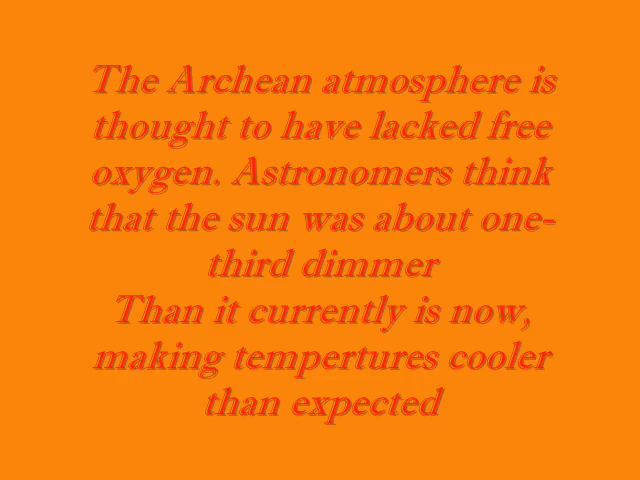 The Archean atmosphere is
thought to have lacked free
oxygen. Astronomers think
that the sun was about one-
third dimmer
Than it currently is now,
making tempertures cooler
than expected